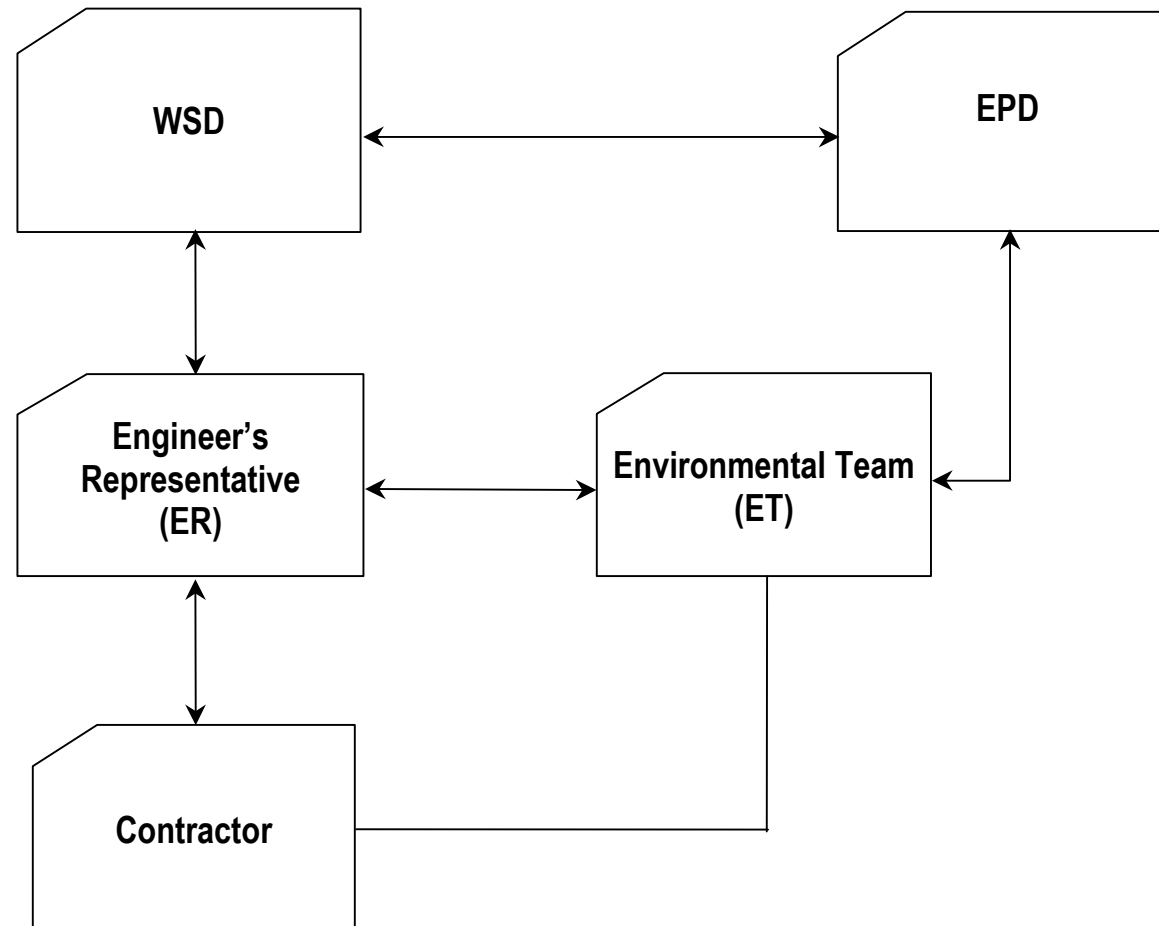 WSD
EPD
Engineer’s
Representative
(ER)
Environmental Team
(ET)
Contractor